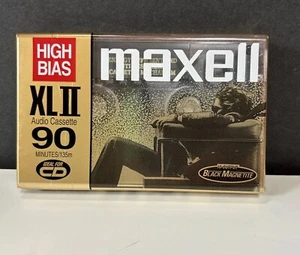 HIGH
BIAS
maxell
XLII
Audio Cassette
90
MINUTES/135m
IDEAL FOR
CD
BLACK MAGNETITE